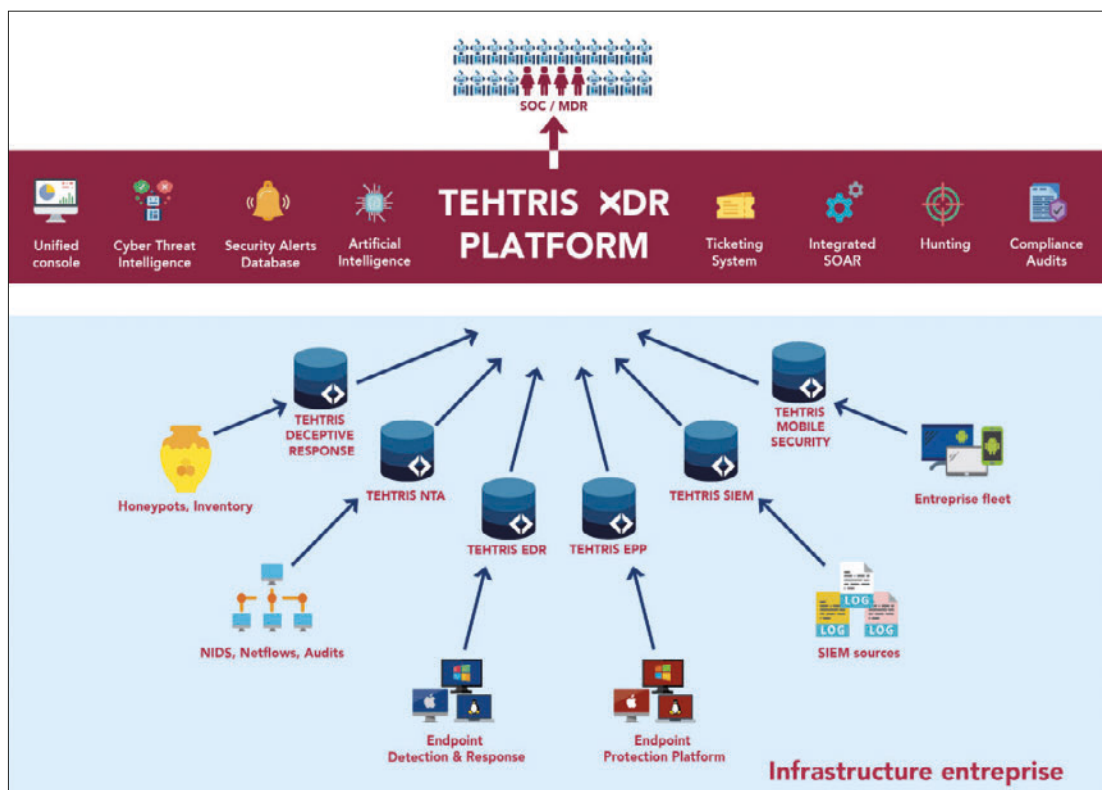 SOC / MDR
TEHTRIS XDR
PLATFORM
Unified
console
Cyber Threat
Intelligence
Security Alerts
Database
Artificial
Intelligence
Ticketing
System
Integrated
SOAR
Hunting
Compliance
Audits
TEHTRIS
DECEPTIVE
RESPONSE
TEHTRIS
MOBILE
SECURITY
Honeypots, Inventory
TEHTRIS NTA
TEHTRIS SIEM
Entreprise fleet
TEHTRIS EDR
TEHTRIS EPP
NIDS, Netflows, Audits
LOG
LOG
LOG
SIEM sources
Endpoint
Detection & Response
Endpoint
Protection Platform
Infrastructure entreprise